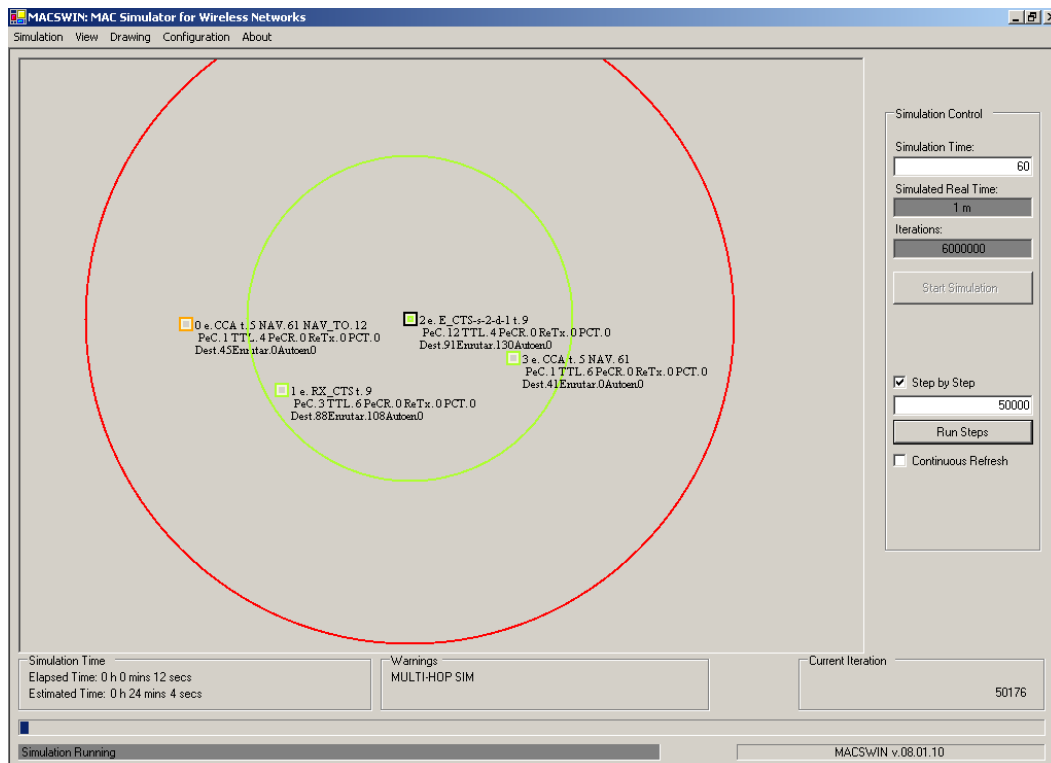 MACSWIN: MAC Simulator for Wireless Networks
Simulation View Drawing Configuration About
Simulation Control
Simulation Time:
60
Simulated Real Time:
1 m
Iterations:
6000000
Start Simulation
0 e. CCA t. 5 NAV. 61 NAV_TO. 12
PeC. 1 TTL. 4 PeCR. 0 ReTx. 0 PCT. 0
Dest.45Enrutar.0Autoen0
2 e. E_CTS-s-2-d-1 t. 9
PeC. 12 TTL. 4 PeCR. 0 ReTx. 0 PCT. 0
Dest.91Enrutar.130Autoen0
3 e. CCA t. 5 NAV. 61
PeC. 1 TTL. 6 PeCR. 0 ReTx. 0 PCT. 0
Dest.41Enrutar.0Autoen0
1 e. RX_CTS t. 9
PeC. 3 TTL. 6 PeCR. 0 ReTx. 0 PCT. 0
Dest.88Enrutar.108Autoen0
Step by Step
50000
Run Steps
Continuous Refresh
Simulation Time
Elapsed Time: 0 h 0 mins 12 secs
Estimated Time: 0 h 24 mins 4 secs
Warnings
MULTI-HOP SIM
Current Iteration
50176
Simulation Running
MACSWIN v.08.01.10